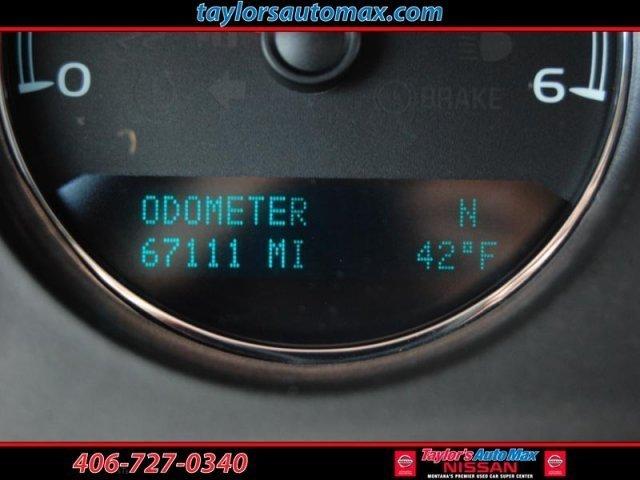 taylorsautomax.com
0
6
BRAKE
ODOMETER N
67111 MI 42°F
406-727-0340
Taylor's Auto Max
NISSAN
MONTANA'S PREMIER USED CAR SUPER CENTER